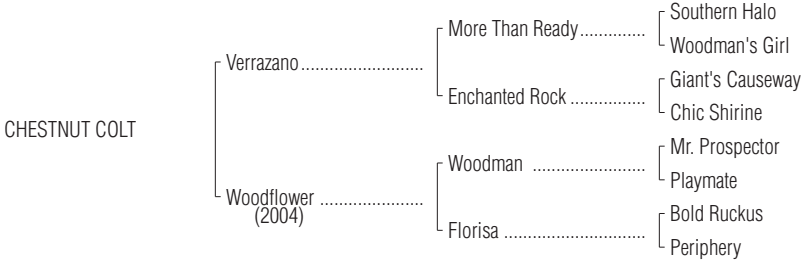 Southern Halo
More Than Ready..............
Woodman's Girl
Verrazano..........................
Giant's Causeway
Enchanted Rock ................
Chic Shirine
CHESTNUT COLT
Mr. Prospector
Woodman ........................
Playmate
Woodflower ......................
(2004)
Bold Ruckus
Florisa ..............................
Periphery